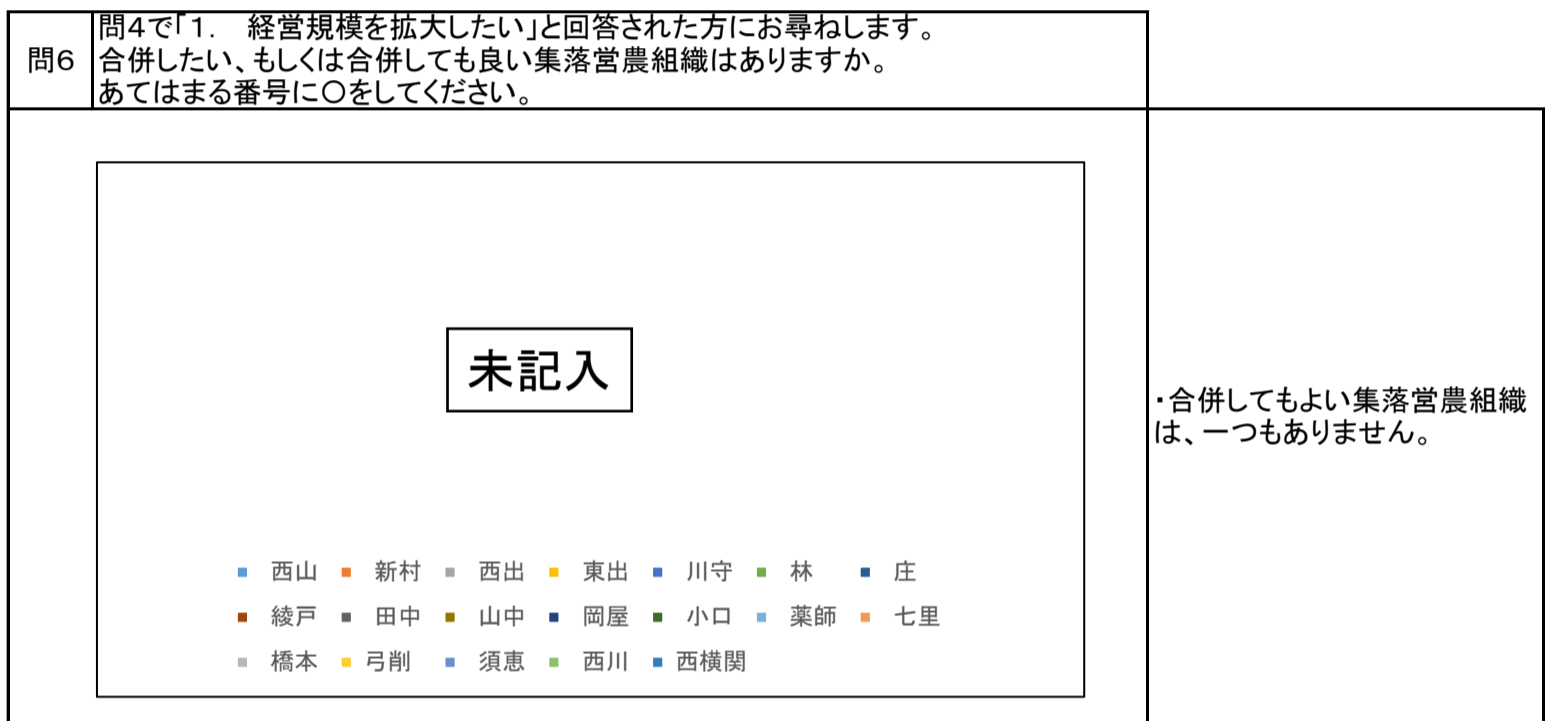 問6
問4で「1.　経営規模を拡大したい」と回答された方にお尋ねします。
合併したい、もしくは合併しても良い集落営農組織はありますか。
あてはまる番号に○をしてください。
未記入
西山 新村 西出 東出 川守 林 庄
綾戸 田中 山中 岡屋 小口 薬師 七里
橋本 弓削 須恵 西川 西横関
・合併してもよい集落営農組織
は、一つもありません。